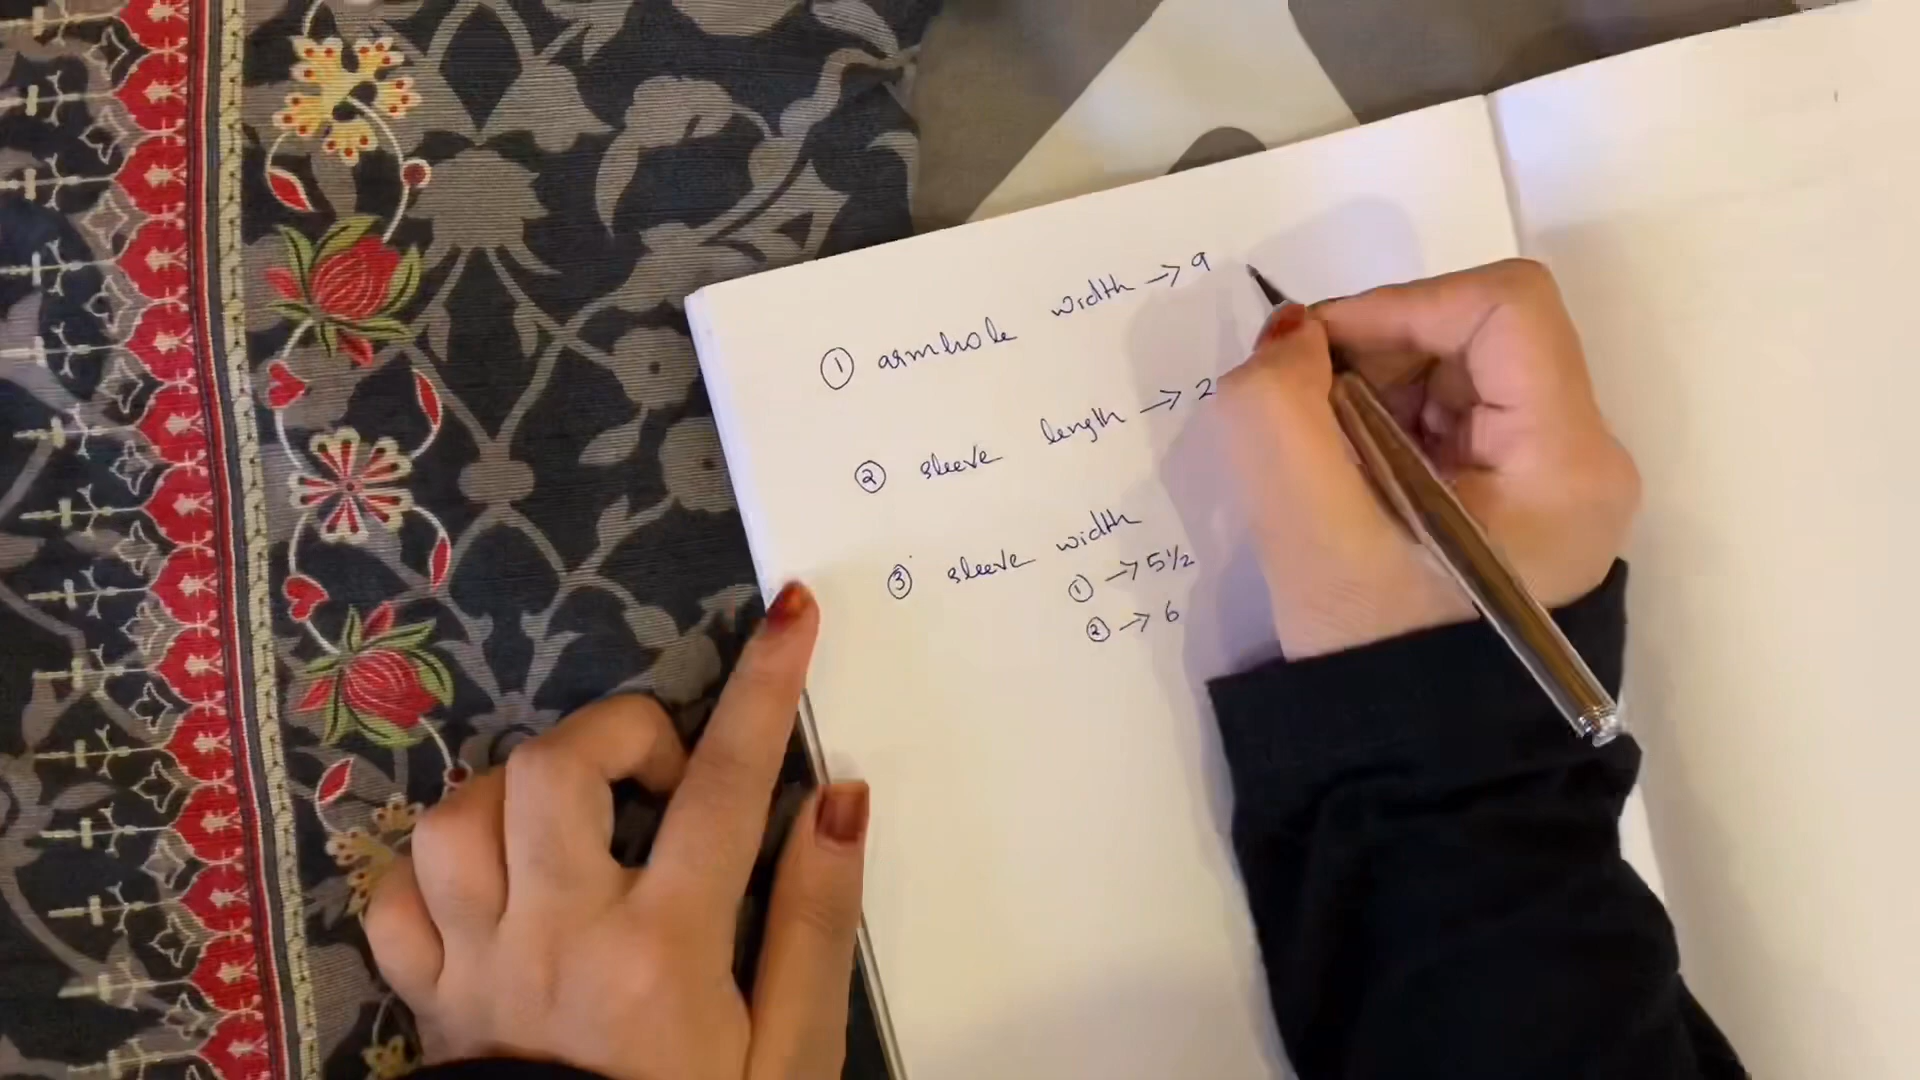 ① armhole width → 9
② sleeve length → 2
③ sleeve width
① → 5½
② → 6